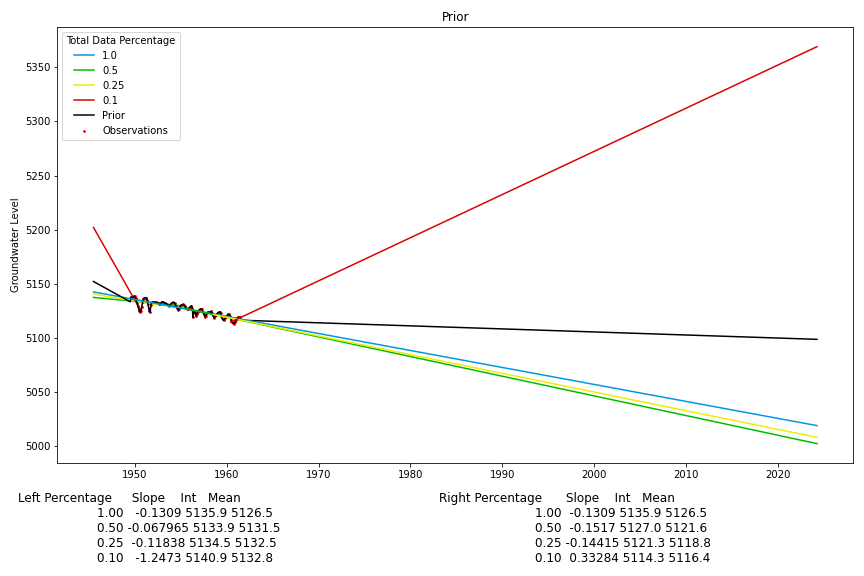 Prior
Total Data Percentage
1.0
0.5
0.25
0.1
Prior
Observations
Groundwater Level
5350
5300
5250
5200
5150
5100
5050
5000
1950 1960 1970 1980 1990 2000 2010 2020
Left Percentage Slope Int Mean
1.00 -0.1309 5135.9 5126.5
0.50 -0.067965 5133.9 5131.5
0.25 -0.11838 5134.5 5132.5
0.10 -1.2473 5140.9 5132.8
Right Percentage Slope Int Mean
1.00 -0.1309 5135.9 5126.5
0.50 -0.1517 5127.0 5121.6
0.25 -0.14415 5121.3 5118.8
0.10 0.33284 5114.3 5116.4